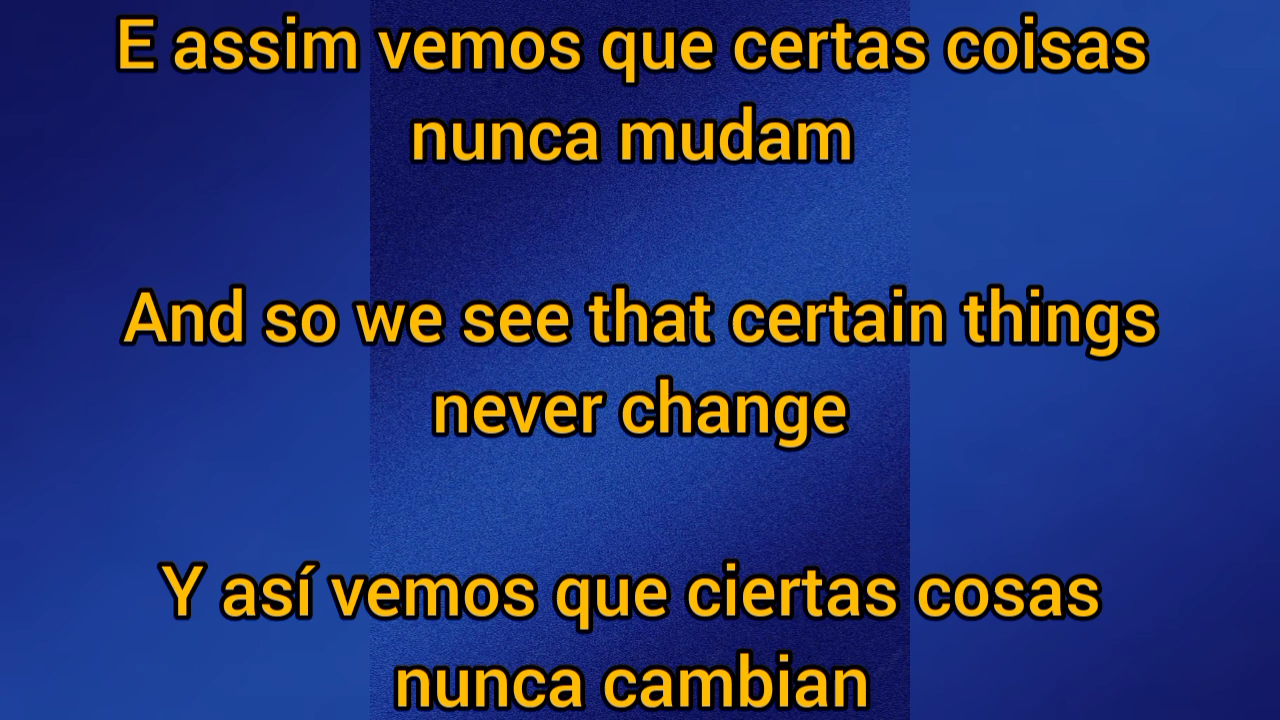 E assim vemos que certas coisas
nunca mudam
And so we see that certain things
never change
Y así vemos que ciertas cosas
nunca cambian